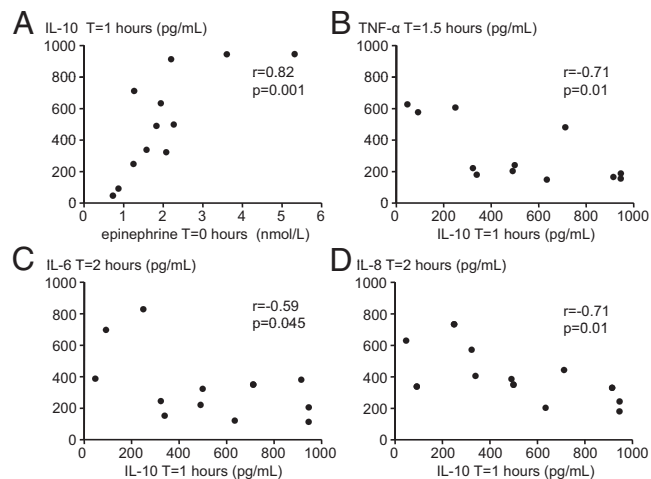 A IL-10 T=1 hours (pg/mL)
1000
800
600
400
200
0
r=0.82
p=0.001
0 1 2 3 4 5 6
epinephrine T=0 hours (nmol/L)
B TNF-α T=1.5 hours (pg/mL)
1000
800
600
400
200
0
r=-0.71
p=0.01
0 200 400 600 800 1000
IL-10 T=1 hours (pg/mL)
C IL-6 T=2 hours (pg/mL)
1000
800
600
400
200
0
r=-0.59
p=0.045
0 200 400 600 800 1000
IL-10 T=1 hours (pg/mL)
D IL-8 T=2 hours (pg/mL)
1000
800
600
400
200
0
r=-0.71
p=0.01
0 200 400 600 800 1000
IL-10 T=1 hours (pg/mL)